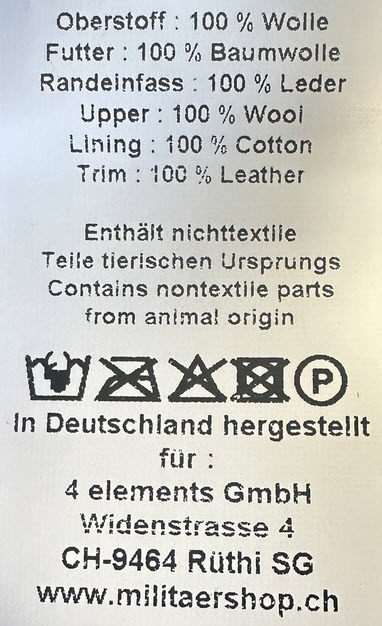 Oberstoff : 100 % Wolle
Futter : 100 % Baumwolle
Randeinfass : 100 % Leder
Upper : 100 % Wool
Lining : 100 % Cotton
Trim : 100 % Leather
Enthält nichttextile
Teile tierischen Ursprungs
Contains nontextile parts
from animal origin
P
In Deutschland hergestellt
für :
4 elements GmbH
Widenstrasse 4
CH-9464 Rüthi SG
www.militaershop.ch